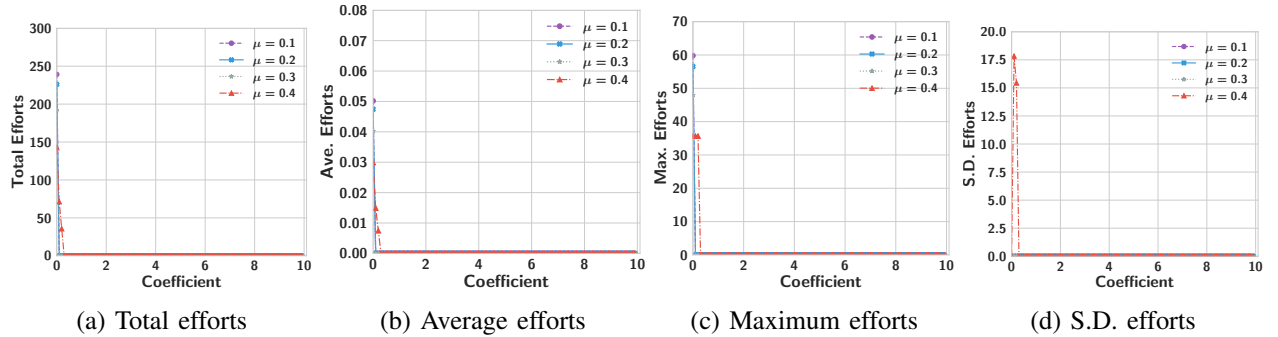 300
250
200
150
100
50
0
Total Efforts
0 2 4 6 8 10
Coefficient
μ = 0.1
μ = 0.2
μ = 0.3
μ = 0.4
(a) Total efforts
0.08
0.07
0.06
0.05
0.04
0.03
0.02
0.01
0.00
Ave. Efforts
0 2 4 6 8 10
Coefficient
μ = 0.1
μ = 0.2
μ = 0.3
μ = 0.4
(b) Average efforts
70
60
50
40
30
20
10
0
Max. Efforts
0 2 4 6 8 10
Coefficient
μ = 0.1
μ = 0.2
μ = 0.3
μ = 0.4
(c) Maximum efforts
20.0
17.5
15.0
12.5
10.0
7.5
5.0
2.5
0.0
S.D. Efforts
0 2 4 6 8 10
Coefficient
μ = 0.1
μ = 0.2
μ = 0.3
μ = 0.4
(d) S.D. efforts